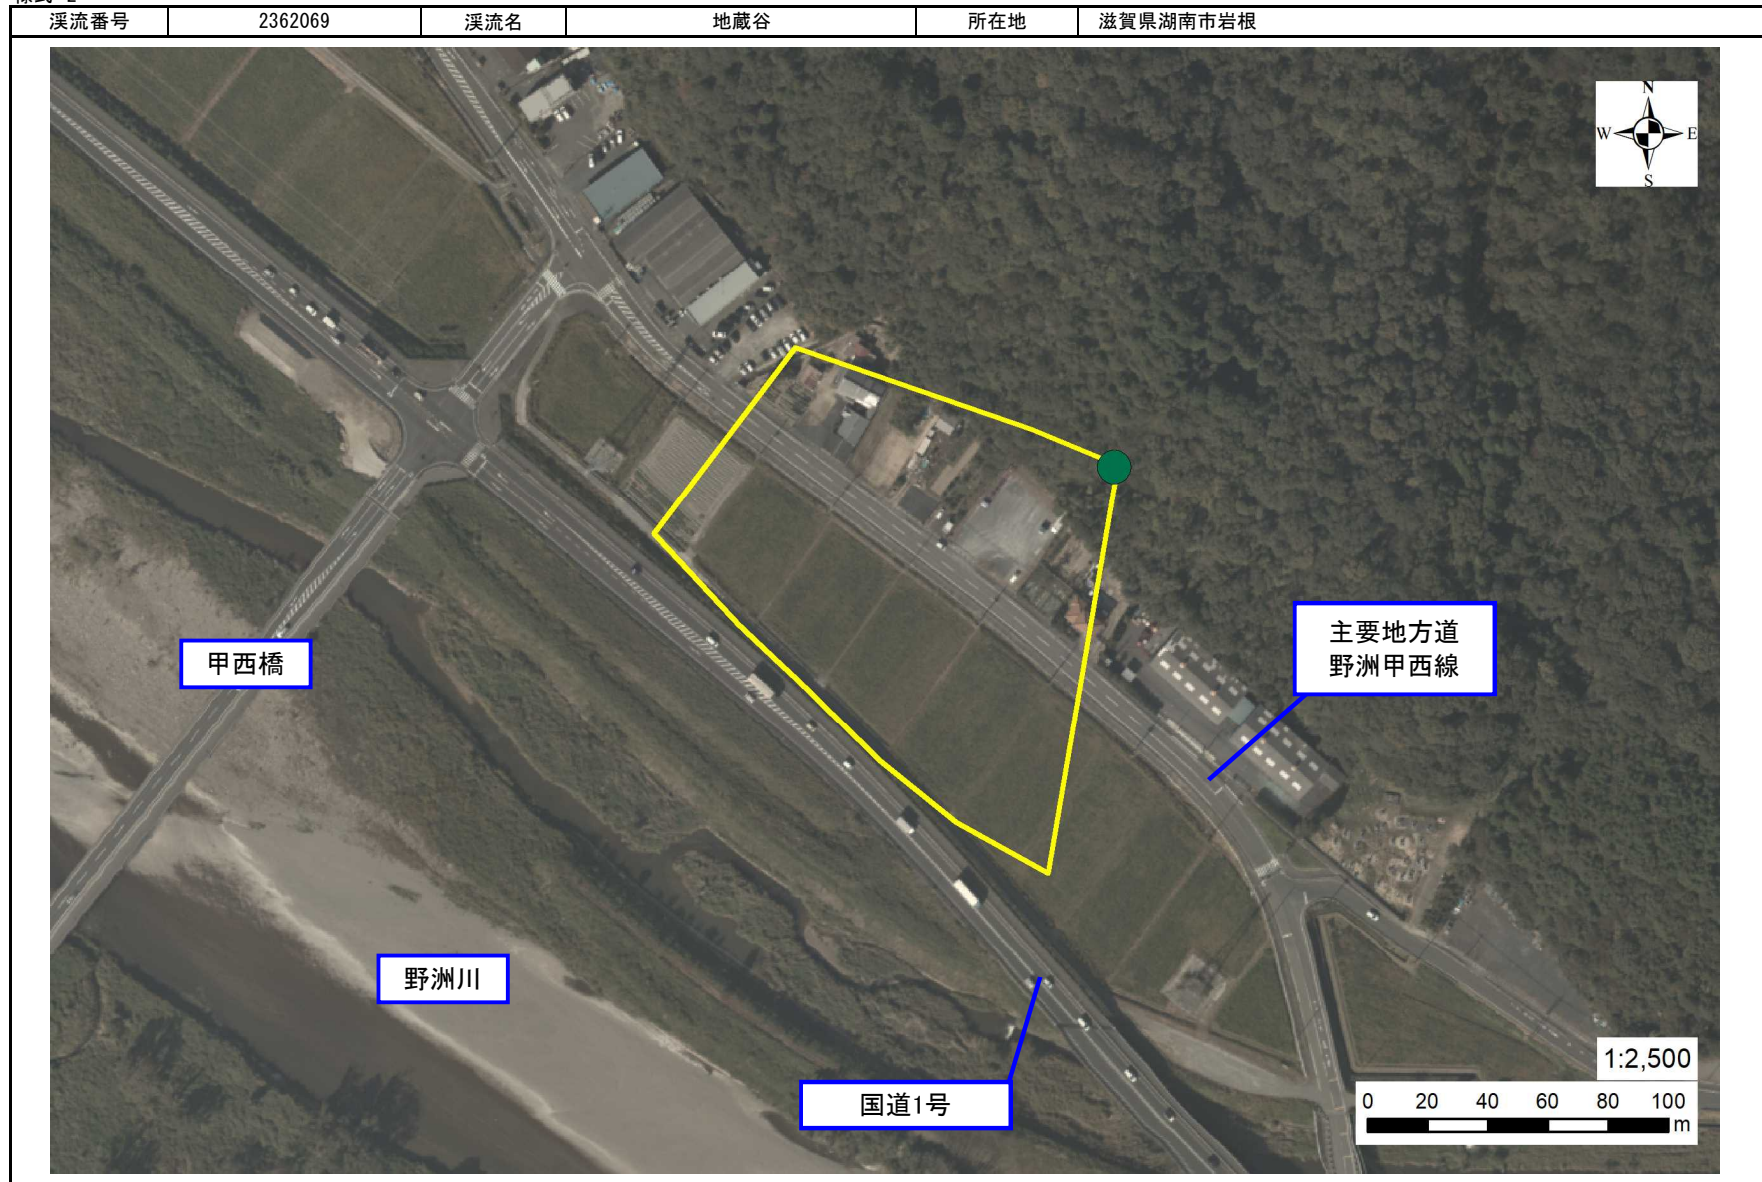 渓流番号 2362069 渓流名 地蔵谷 所在地 滋賀県湖南市岩根
N
W E
S
主要地方道
野洲甲西線
甲西橋
野洲川
国道1号
1:2,500
0 20 40 60 80 100
m